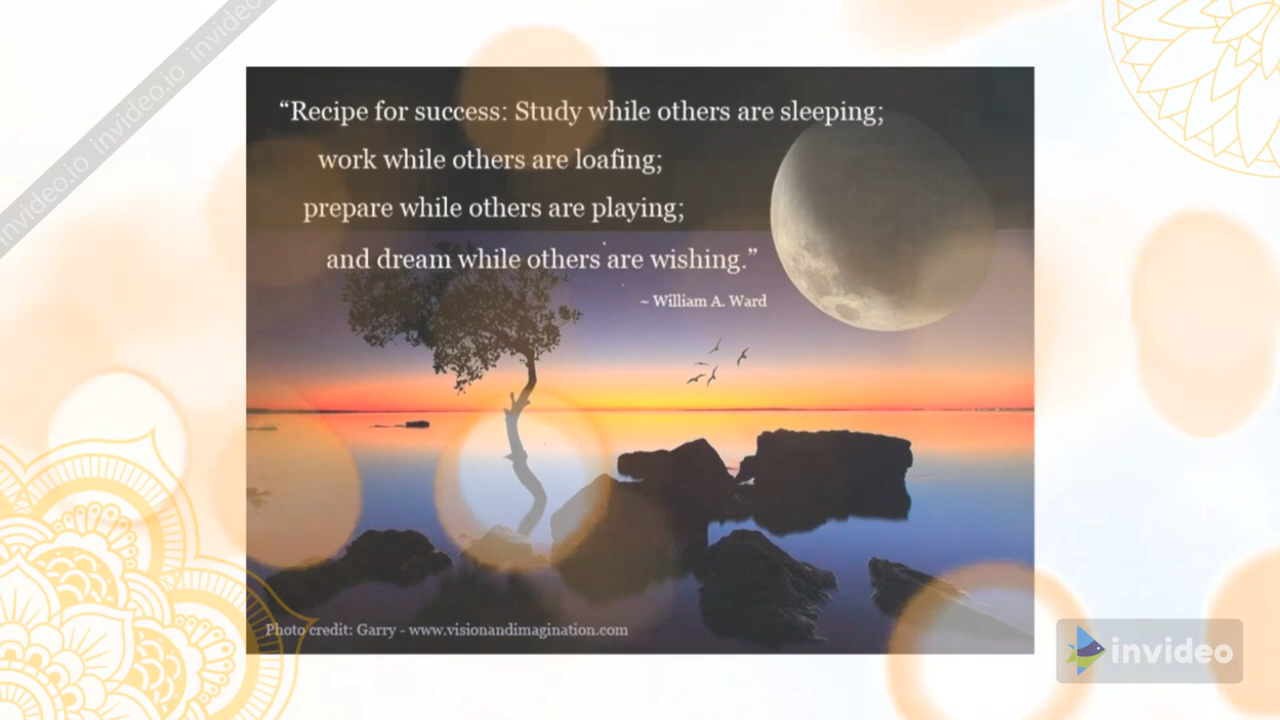 invideo.io invideo.io invideo
“Recipe for success: Study while others are sleeping;
work while others are loafing;
prepare while others are playing;
and dream while others are wishing.”
~ William A. Ward
Photo credit: Garry - www.visionandimagination.com
invideo